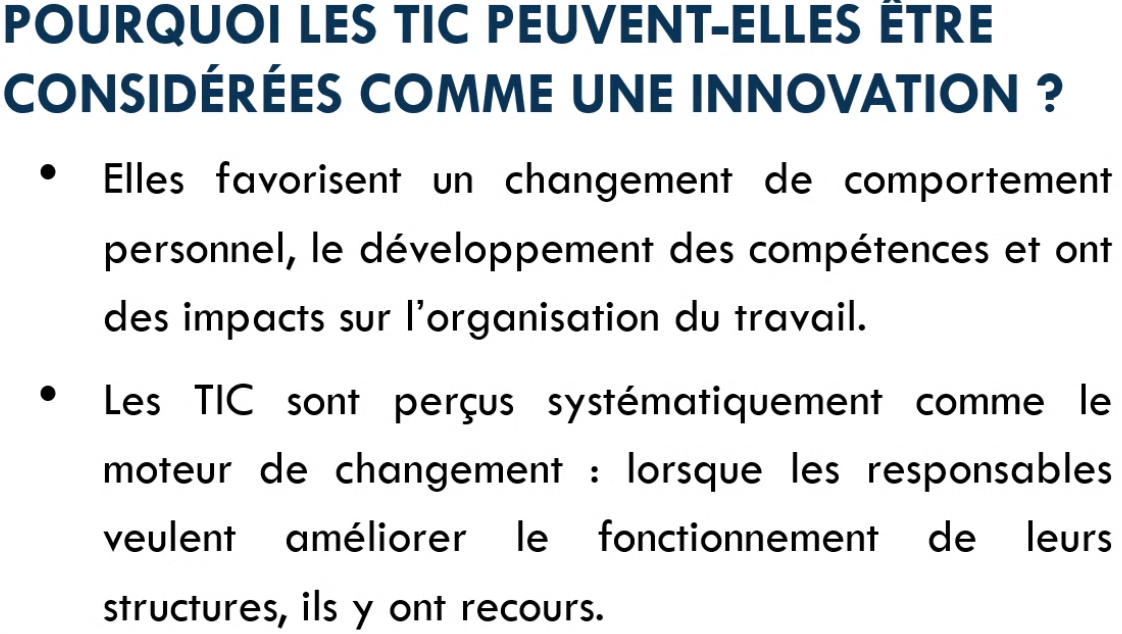 POURQUOI LES TIC PEUVENT-ELLES ÊTRE
CONSIDÉRÉES COMME UNE INNOVATION ?
• Elles favorisent un changement de comportement
personnel, le développement des compétences et ont
des impacts sur l’organisation du travail.
• Les TIC sont perçus systématiquement comme le
moteur de changement : lorsque les responsables
veulent améliorer le fonctionnement de leurs
structures, ils y ont recours.